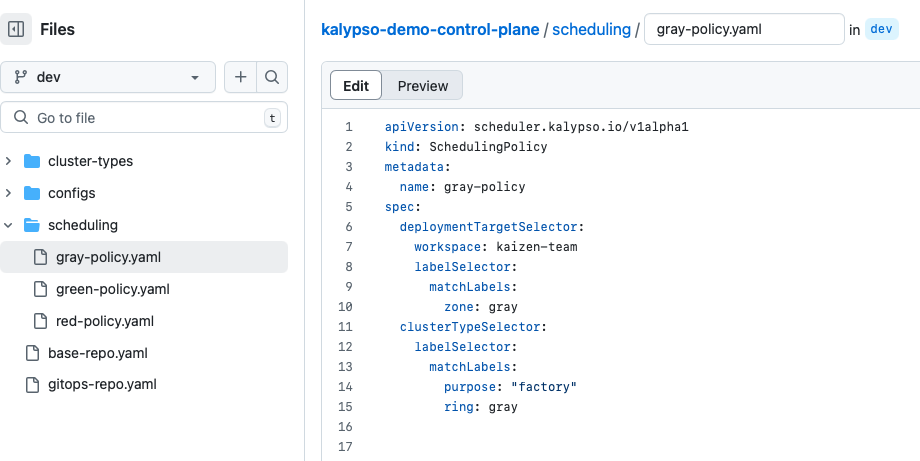 Files
kalypso-demo-control-plane / scheduling / gray-policy.yaml in dev
dev
Go to file t
cluster-types
configs
scheduling
gray-policy.yaml
green-policy.yaml
red-policy.yaml
base-repo.yaml
gitops-repo.yaml
Edit Preview
1 apiVersion: scheduler.kalypso.io/v1alpha1
2 kind: SchedulingPolicy
3 metadata:
4   name: gray-policy
5 spec:
6   deploymentTargetSelector:
7     workspace: kaizen-team
8     labelSelector:
9       matchLabels:
10         zone: gray
11   clusterTypeSelector:
12     labelSelector:
13       matchLabels:
14         purpose: "factory"
15         ring: gray
16
17